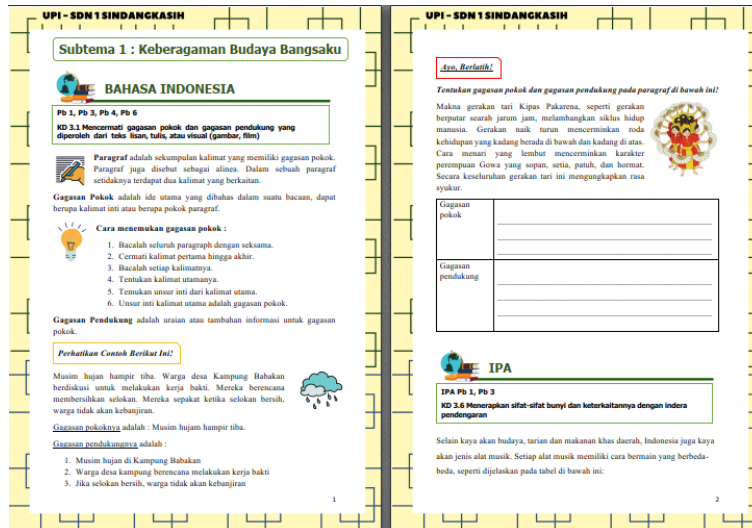 UPI - SDN 1 SINDANGKASIH
Subtema 1 : Keberagaman Budaya Bangsaku
BAHASA INDONESIA
Pb 1, Pb 3, Pb 4, Pb 6
KD 3.1 Mencermati gagasan pokok dan gagasan pendukung yang
diperoleh dari teks lisan, tulis, atau visual (gambar, film)
Paragraf adalah sekumpulan kalimat yang memiliki gagasan pokok.
Paragraf juga disebut sebagai alinea. Dalam sebuah paragraf
setidaknya terdapat dua kalimat yang berkaitan.
Gagasan Pokok adalah ide utama yang dibahas dalam suatu bacaan, dapat
berupa kalimat inti atau berupa pokok paragraf.
Cara menemukan gagasan pokok :
1. Bacalah seluruh paragraph dengan seksama.
2. Cermati kalimat pertama hingga akhir.
3. Bacalah setiap kalimatnya.
4. Tentukan kalimat utamanya.
5. Temukan unsur inti dari kalimat utama.
6. Unsur inti kalimat utama adalah gagasan pokok.
Gagasan Pendukung adalah uraian atau tambahan informasi untuk gagasan
pokok.
Perhatikan Contoh Berikut Ini!
Musim hujan hampir tiba. Warga desa Kampung Babakan
berdiskusi untuk melakukan kerja bakti. Mereka berencana
membersihkan selokan. Mereka sepakat ketika selokan bersih,
warga tidak akan kebanjiran.
Gagasan pokoknya adalah : Musim hujam hampir tiba.
Gagasan pendukungnya adalah :
1. Musim hujan di Kampung Babakan
2. Warga desa kampung berencana melakukan kerja bakti
3. Jika selokan bersih, warga tidak akan kebanjiran
1
UPI - SDN 1 SINDANGKASIH
Ayo, Berlatih!
Tentukan gagasan pokok dan gagasan pendukung pada paragraf di bawah ini!
Makna gerakan tari Kipas Pakarena, seperti gerakan
berputar searah jarum jam, melambangkan siklus hidup
manusia. Gerakan naik turun mencerminkan roda
kehidupan yang kadang berada di bawah dan kadang di atas.
Cara menari yang lembut mencerminkan karakter
perempuan Gowa yang sopan, setia, patuh, dan hormat.
Secara keseluruhan gerakan tari ini mengungkapkan rasa
syukur.
Gagasan
pokok
Gagasan
pendukung
IPA
IPA Pb 1, Pb 3
KD 3.6 Menerapkan sifat-sifat bunyi dan keterkaitannya dengan indera
pendengaran
Selain kaya akan budaya, tarian dan makanan khas daerah, Indonesia juga kaya
akan jenis alat musik. Setiap alat musik memiliki cara bermain yang berbeda-
beda, seperti dijelaskan pada tabel di bawah ini:
2